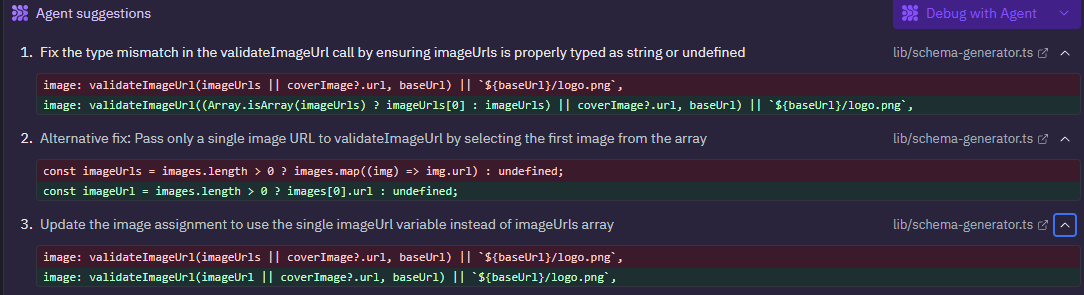 Agent suggestions
Debug with Agent
1. Fix the type mismatch in the validateImageUrl call by ensuring imageUrls is properly typed as string or undefined
lib/schema-generator.ts
image: validateImageUrl(imageUrls || coverImage?.url, baseUrl) || `${baseUrl}/logo.png`,
image: validateImageUrl((Array.isArray(imageUrls) ? imageUrls[0] : imageUrls) || coverImage?.url, baseUrl) || `${baseUrl}/logo.png`,
2. Alternative fix: Pass only a single image URL to validateImageUrl by selecting the first image from the array
lib/schema-generator.ts
const imageUrls = images.length > 0 ? images.map((img) => img.url) : undefined;
const imageUrl = images.length > 0 ? images[0].url : undefined;
3. Update the image assignment to use the single imageUrl variable instead of imageUrls array
lib/schema-generator.ts
image: validateImageUrl(imageUrls || coverImage?.url, baseUrl) || `${baseUrl}/logo.png`,
image: validateImageUrl(imageUrl || coverImage?.url, baseUrl) || `${baseUrl}/logo.png`,